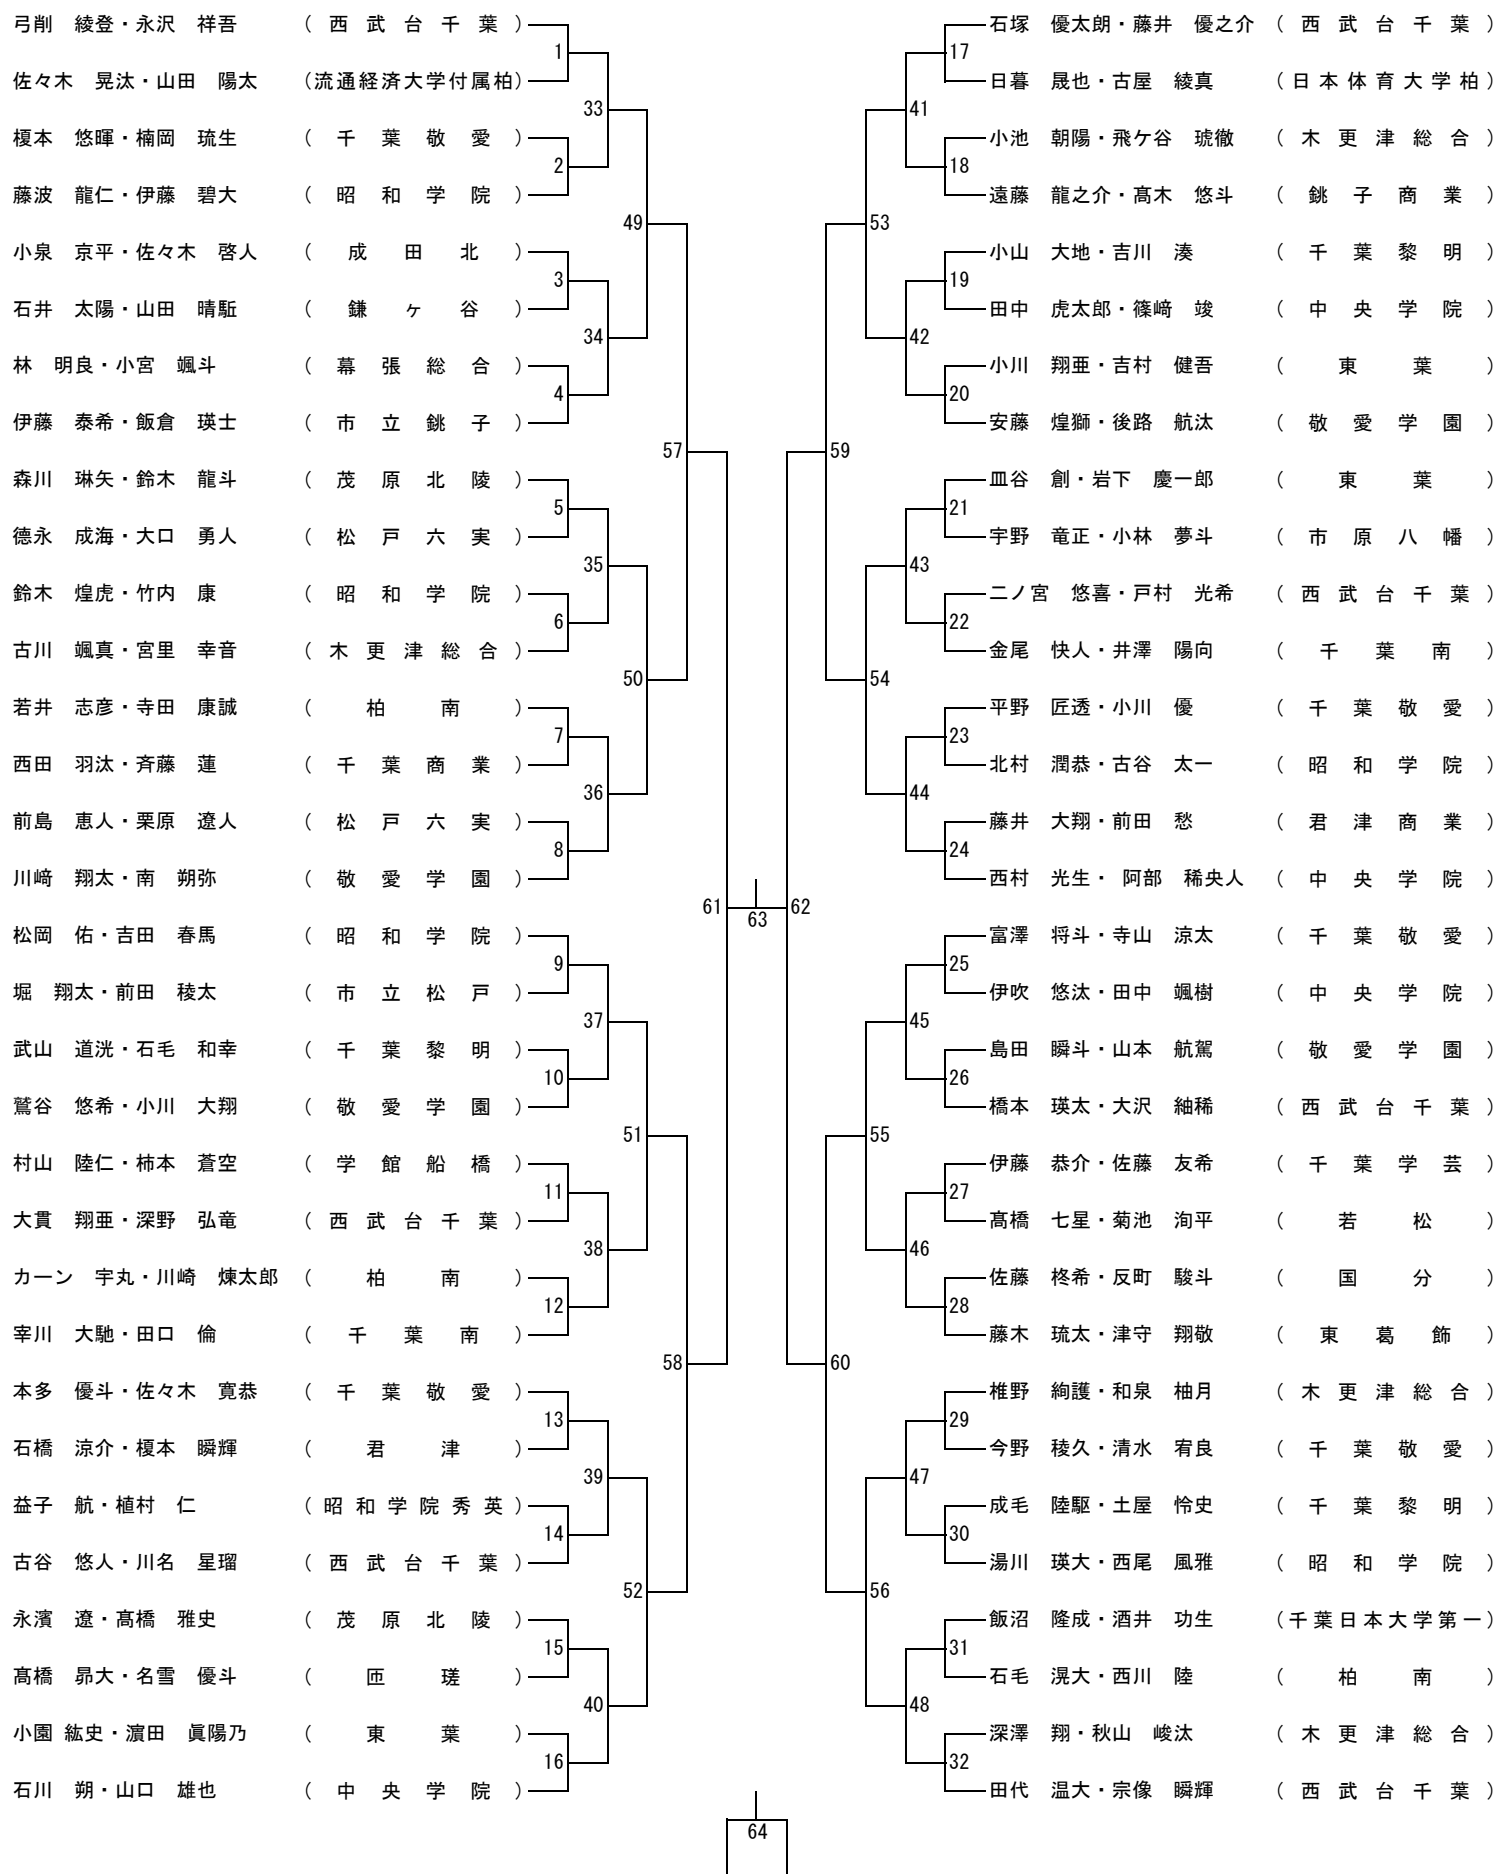 弓削 綾登・永沢 祥吾 (西武台千葉)
1
佐々木 晃汰・山田 陽太 (流通経済大学付属柏)
33
榎本 悠暉・楠岡 琉生 (千葉敬愛)
2
藤波 龍仁・伊藤 碧大 (昭和学院)
49
小泉 京平・佐々木 啓人 (成田北)
3
石井 太陽・山田 晴駈 (鎌ヶ谷)
34
林 明良・小宮 颯斗 (幕張総合)
4
伊藤 泰希・飯倉 瑛士 (市立銚子)
57
森川 琳矢・鈴木 龍斗 (茂原北陵)
5
德永 成海・大口 勇人 (松戸六実)
35
鈴木 煌虎・竹内 康 (昭和学院)
6
古川 颯真・宮里 幸音 (木更津総合)
50
若井 志彦・寺田 康誠 (柏南)
7
西田 羽汰・斉藤 蓮 (千葉商業)
36
前島 恵人・栗原 遼人 (松戸六実)
8
川﨑 翔太・南 朔弥 (敬愛学園)
61
松岡 佑・吉田 春馬 (昭和学院)
9
堀 翔太・前田 稜太 (市立松戸)
37
武山 道洸・石毛 和幸 (千葉黎明)
10
鷲谷 悠希・小川 大翔 (敬愛学園)
51
村山 陸仁・柿本 蒼空 (学館船橋)
11
大貫 翔亜・深野 弘竜 (西武台千葉)
38
カーン 宇丸・川崎 煉太郎 (柏南)
12
宰川 大馳・田口 倫 (千葉南)
58
本多 優斗・佐々木 寛恭 (千葉敬愛)
13
石橋 涼介・榎本 瞬輝 (君津)
39
益子 航・植村 仁 (昭和学院秀英)
14
古谷 悠人・川名 星瑠 (西武台千葉)
52
永濱 遼・髙橋 雅史 (茂原北陵)
15
髙橋 昴大・名雪 優斗 (匝瑳)
40
小園 紘史・濵田 眞陽乃 (東葉)
16
石川 朔・山口 雄也 (中央学院)
63
64
石塚 優太朗・藤井 優之介 (西武台千葉)
17
日暮 晟也・古屋 綾真 (日本体育大学柏)
41
小池 朝陽・飛ケ谷 琥徹 (木更津総合)
18
遠藤 龍之介・髙木 悠斗 (銚子商業)
53
小山 大地・吉川 湊 (千葉黎明)
19
田中 虎太郎・篠﨑 竣 (中央学院)
42
小川 翔亜・吉村 健吾 (東葉)
20
安藤 煌獅・後路 航汰 (敬愛学園)
59
皿谷 創・岩下 慶一郎 (東葉)
21
宇野 竜正・小林 夢斗 (市原八幡)
43
二ノ宮 悠喜・戸村 光希 (西武台千葉)
22
金尾 快人・井澤 陽向 (千葉南)
54
平野 匠透・小川 優 (千葉敬愛)
23
北村 潤恭・古谷 太一 (昭和学院)
44
藤井 大翔・前田 愁 (君津商業)
24
西村 光生・ 阿部 稀央人 (中央学院)
62
富澤 将斗・寺山 涼太 (千葉敬愛)
25
伊吹 悠汰・田中 颯樹 (中央学院)
45
島田 瞬斗・山本 航駕 (敬愛学園)
26
橋本 瑛太・大沢 紬稀 (西武台千葉)
55
伊藤 恭介・佐藤 友希 (千葉学芸)
27
髙橋 七星・菊池 洵平 (若松)
46
佐藤 柊希・反町 駿斗 (国分)
28
藤木 琉太・津守 翔敬 (東葛飾)
60
椎野 絢護・和泉 柚月 (木更津総合)
29
今野 稜久・清水 宥良 (千葉敬愛)
47
成毛 陸駆・土屋 怜史 (千葉黎明)
30
湯川 瑛大・西尾 風雅 (昭和学院)
56
飯沼 隆成・酒井 功生 (千葉日本大学第一)
31
石毛 滉大・西川 陸 (柏南)
48
深澤 翔・秋山 峻汰 (木更津総合)
32
田代 温大・宗像 瞬輝 (西武台千葉)